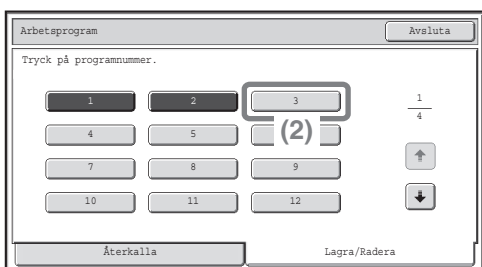 Arbetsprogram Avsluta
Tryck på programnummer.
1 2 3 1
4
4 5 (2)
7 8 9
10 11 12
Återkalla Lagra/Radera